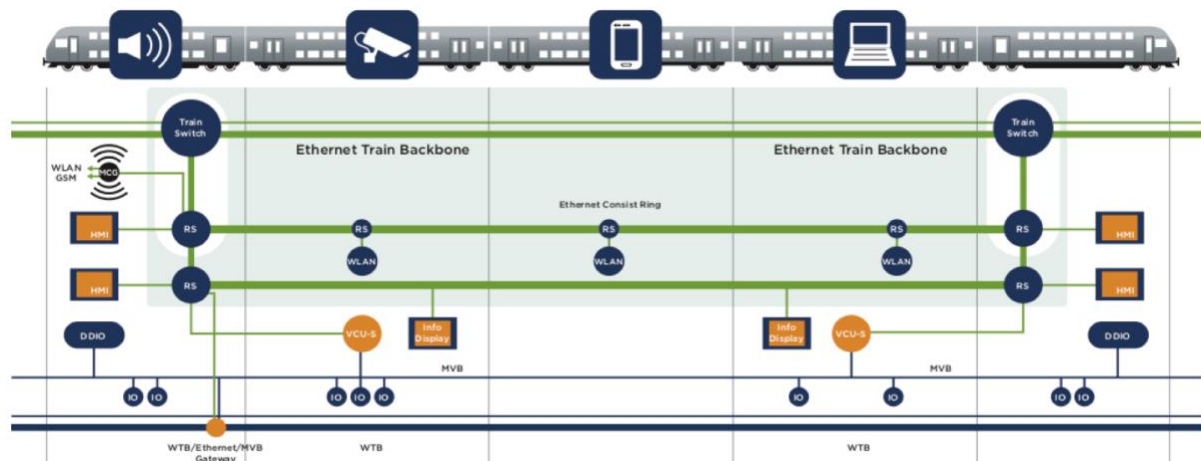 Train
Switch
Train
Switch
Ethernet Train Backbone
Ethernet Train Backbone
WLAN
GSM
MCG
Ethernet Consist Ring
HMI
RS
RS
RS
RS
RS
HMI
WLAN
WLAN
WLAN
HMI
RS
RS
HMI
DDIO
VCU-S
Info
Display
Info
Display
VCU-S
DDIO
MVB
MVB
IO
IO
IO
IO
IO
IO
IO
IO
IO
WTB/Ethernet/MVB
Gateway
WTB
WTB